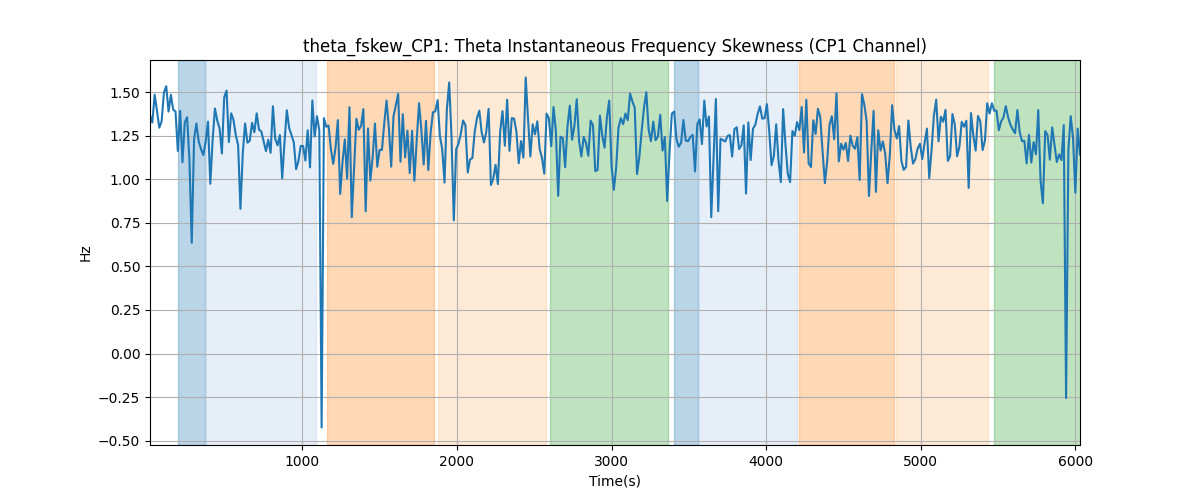 theta_fskew_CP1: Theta Instantaneous Frequency Skewness (CP1 Channel)
Hz
1.50
1.25
1.00
0.75
0.50
0.25
0.00
−0.25
−0.50
1000 2000 3000 4000 5000 6000
Time(s)